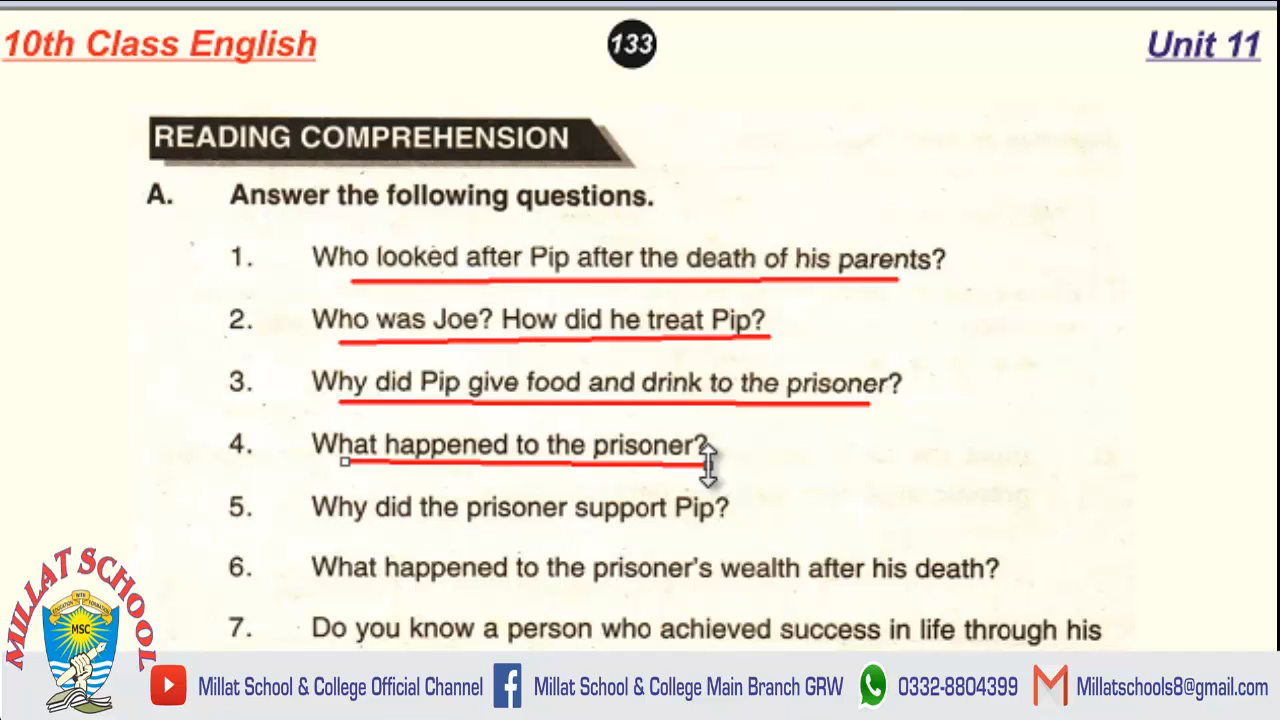 10th Class English
133
Unit 11
READING COMPREHENSION
A. Answer the following questions.
1. Who looked after Pip after the death of his parents?
2. Who was Joe? How did he treat Pip?
3. Why did Pip give food and drink to the prisoner?
4. What happened to the prisoner?
5. Why did the prisoner support Pip?
6. What happened to the prisoner's wealth after his death?
7. Do you know a person who achieved success in life through his
MILLAT SCHOOL
MSC
Millat School & College Official Channel
Millat School & College Main Branch GRW
0332-8804399
Millatschools8@gmail.com